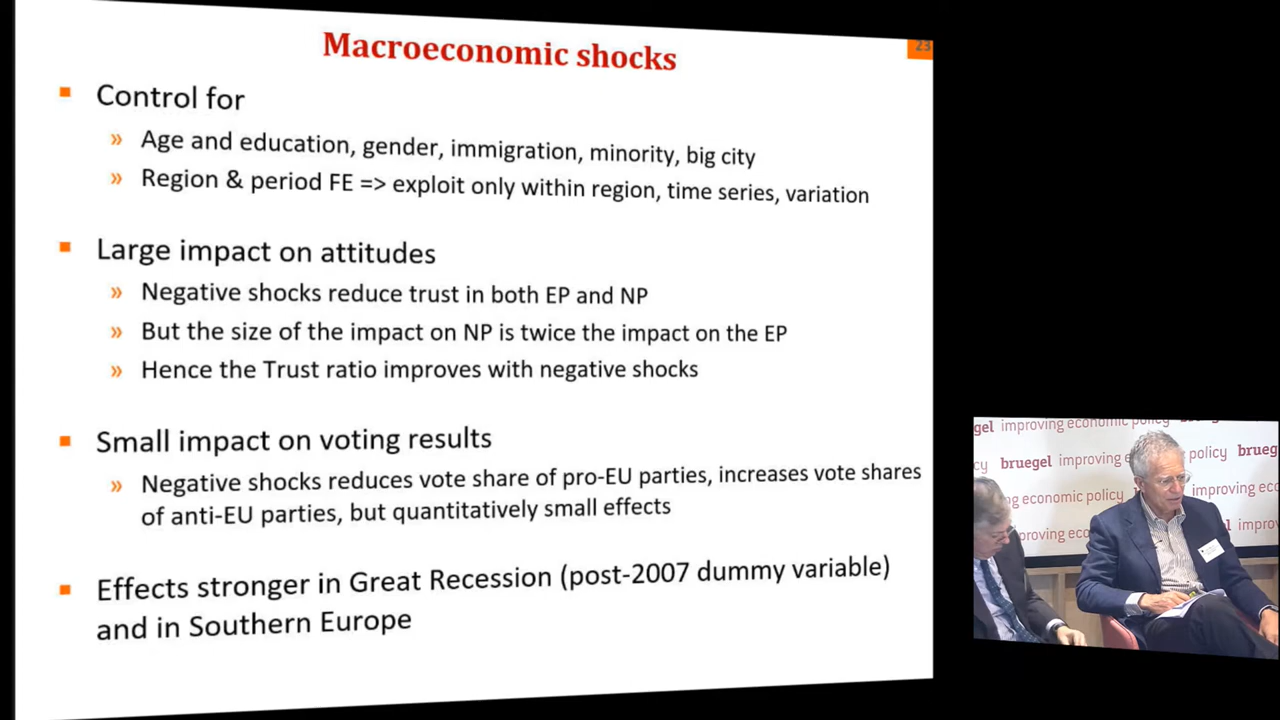 Macroeconomic shocks
23
Control for
Age and education, gender, immigration, minority, big city
Region & period FE => exploit only within region, time series, variation
Large impact on attitudes
Negative shocks reduce trust in both EP and NP
But the size of the impact on NP is twice the impact on the EP
Hence the Trust ratio improves with negative shocks
Small impact on voting results
Negative shocks reduces vote share of pro-EU parties, increases vote shares
of anti-EU parties, but quantitatively small effects
Effects stronger in Great Recession (post-2007 dummy variable)
and in Southern Europe
improving economic policy
bruegel improving policy brueg
economic policy improving eco
improving